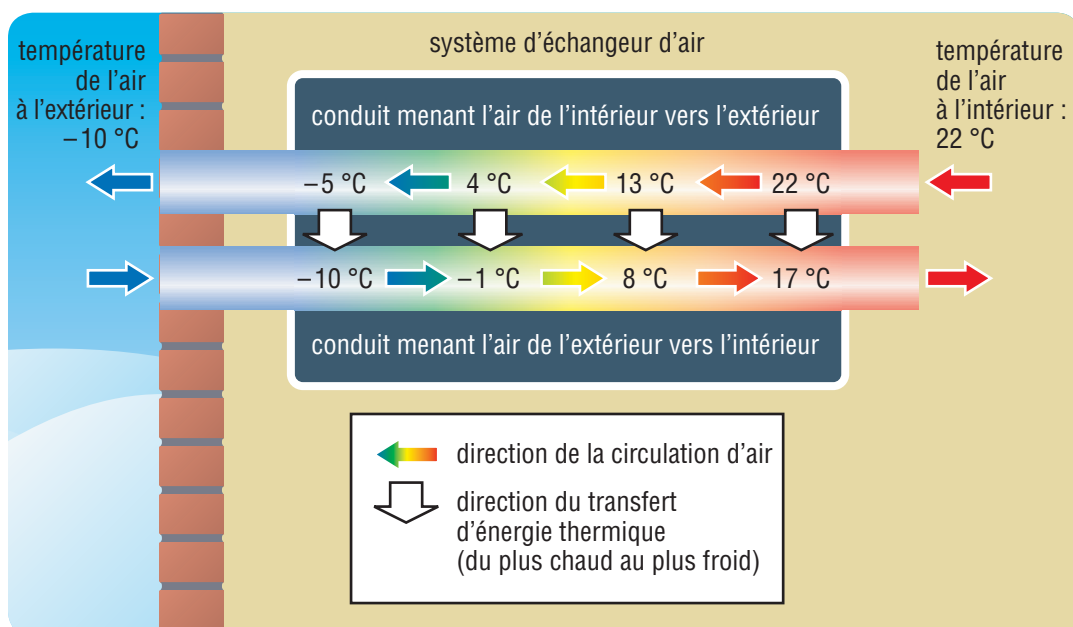 système d'échangeur d'air
température
de l'air
à l'extérieur :
–10 °C
température
de l'air
à l'intérieur :
22 °C
conduit menant l'air de l'intérieur vers l'extérieur
–5 °C 4 °C 13 °C 22 °C
–10 °C –1 °C 8 °C 17 °C
conduit menant l'air de l'extérieur vers l'intérieur
direction de la circulation d'air
direction du transfert
d'énergie thermique
(du plus chaud au plus froid)